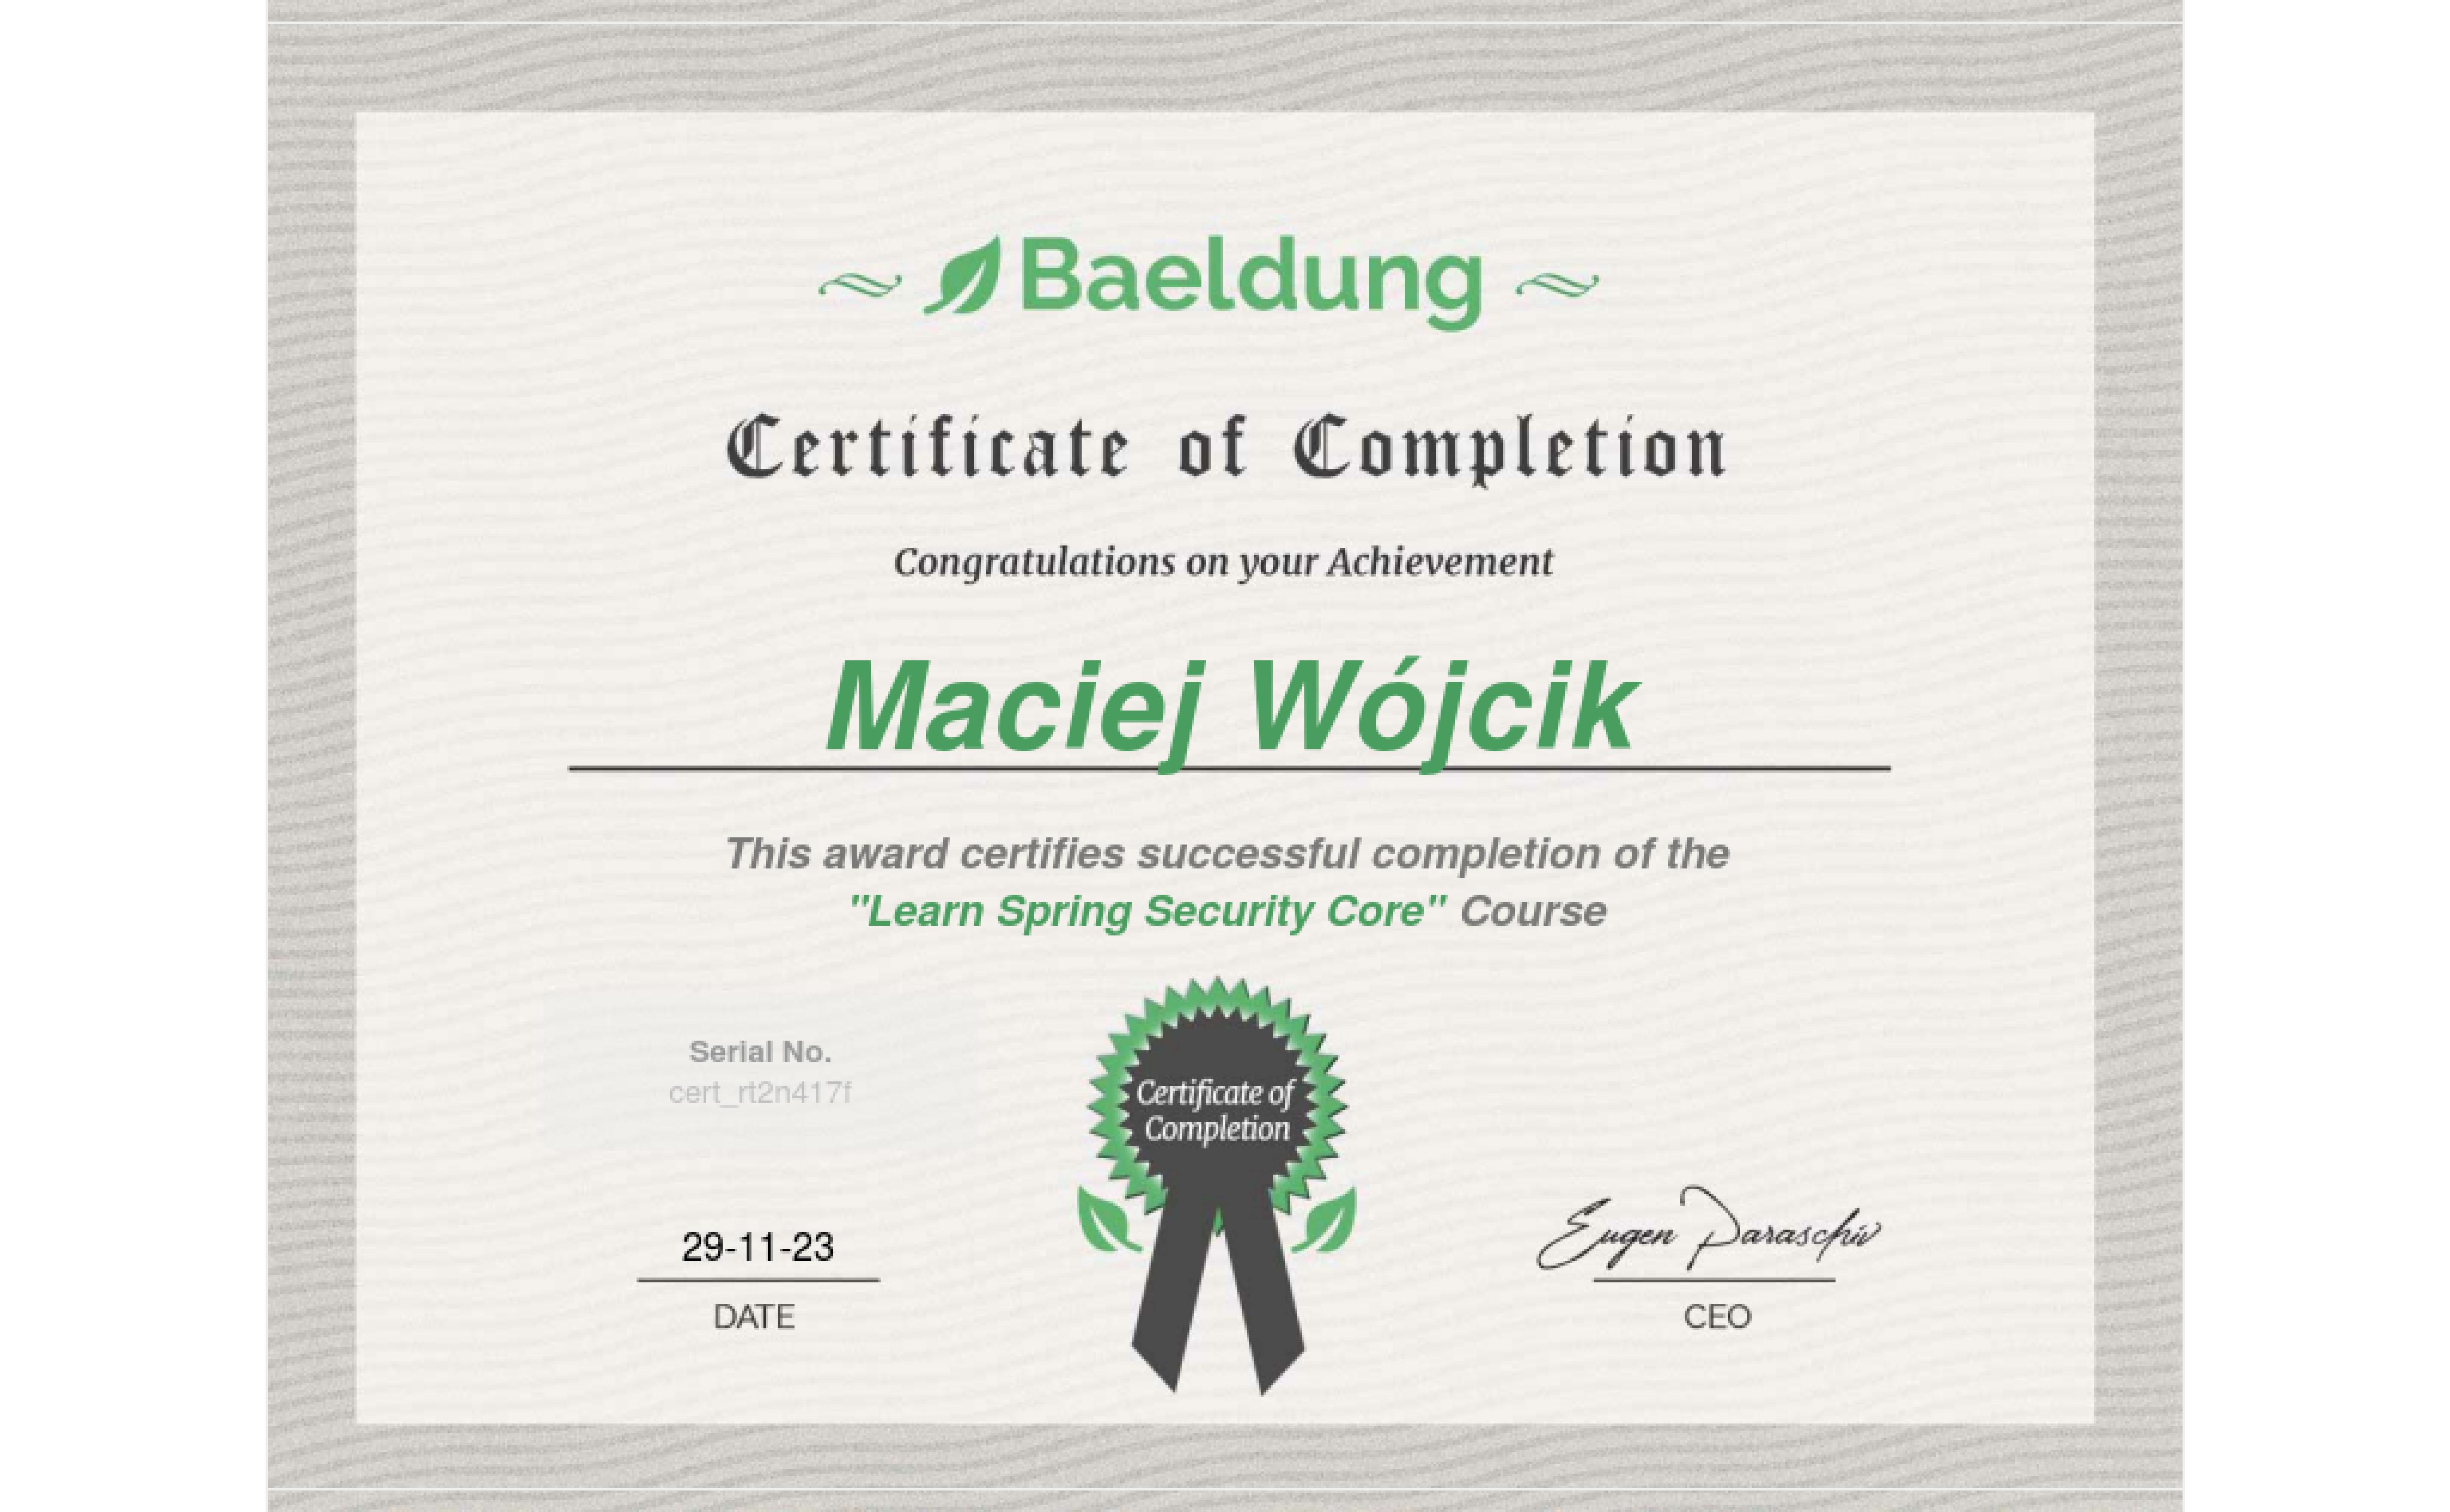 Baeldung
Certificate of Completion
Congratulations on your Achievement
Maciej Wójcik
This award certifies successful completion of the
"Learn Spring Security Core" Course
Serial No.
cert_rt2n417f
Certificate of
Completion
29-11-23
DATE
Eugen Paraschiv
CEO